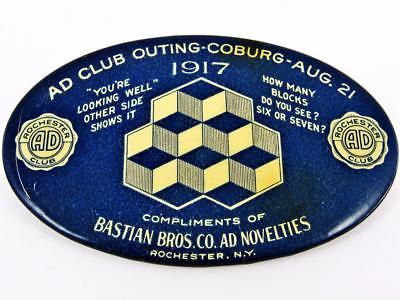 AD CLUB OUTING-COBURG-AUG. 21
1917
"YOU'RE
LOOKING WELL"
OTHER SIDE
SHOWS IT
HOW MANY
BLOCKS
DO YOU SEE?
SIX OR SEVEN?
ROCHESTER
AD
CLUB
ROCHESTER
AD
CLUB
COMPLIMENTS OF
BASTIAN BROS. CO. AD NOVELTIES
ROCHESTER, N.Y.